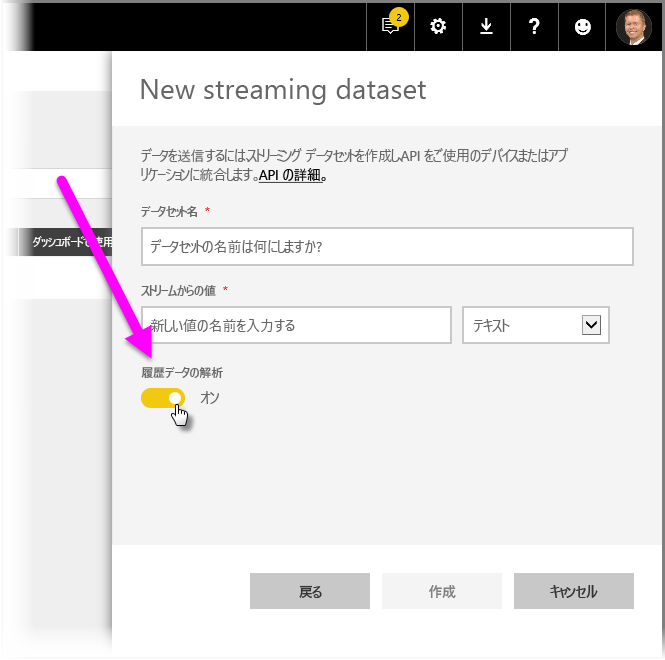 2
?
New streaming dataset
データを送信するには、ストリーミング データセットを作成し、API をご使用のデバイスまたはアプ
リケーションに統合します。API の詳細。
データセット名 *
データセットの名前は何にしますか?
ダッシュボードで使用
ストリームからの値 *
新しい値の名前を入力する
テキスト
履歴データの解析
オン
戻る
作成
キャンセル